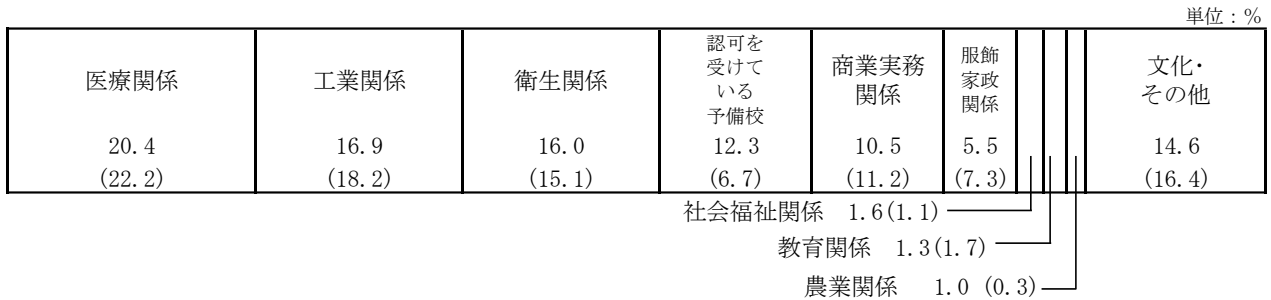 単位：%
医療関係
20.4
(22.2)
工業関係
16.9
(18.2)
衛生関係
16.0
(15.1)
認可を
受けて
いる
予備校
12.3
(6.7)
商業実務
関係
10.5
(11.2)
服飾
家政
関係
5.5
(7.3)
文化・
その他
14.6
(16.4)
社会福祉関係 1.6(1.1)
教育関係 1.3(1.7)
農業関係 1.0 (0.3)